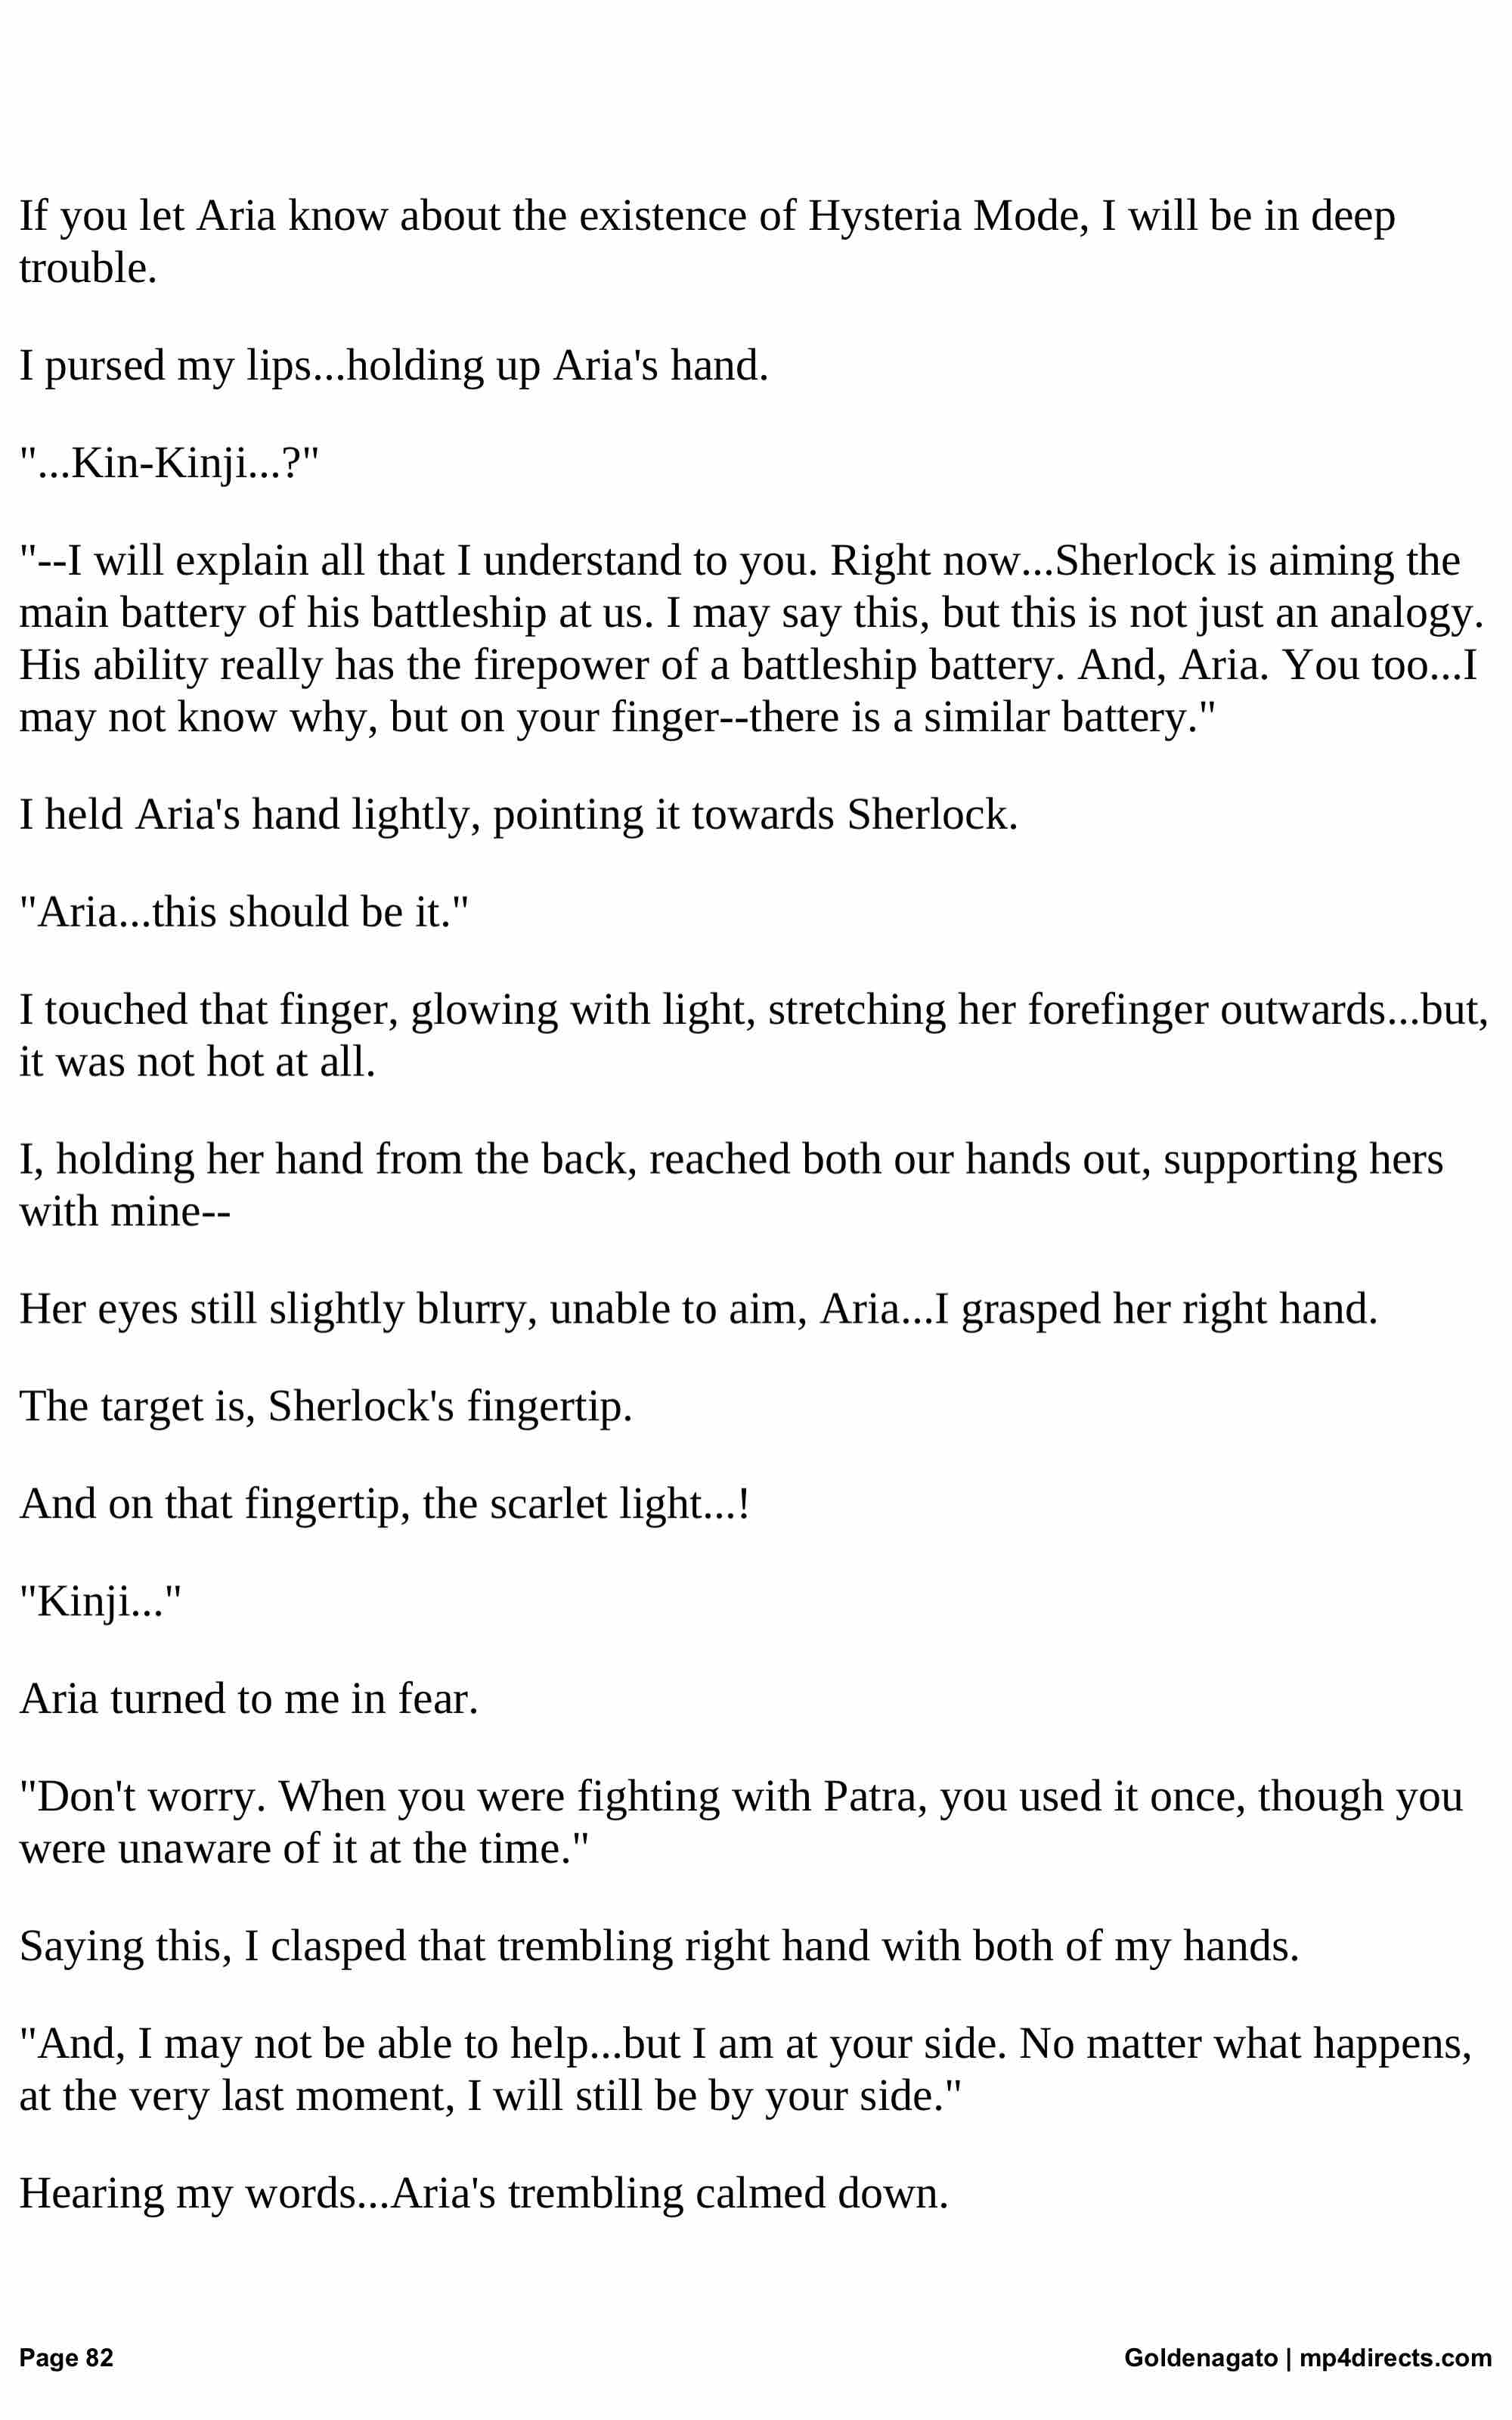 If you let Aria know about the existence of Hysteria Mode, I will be in deep
trouble.
I pursed my lips...holding up Aria's hand.
"...Kin-Kinji...?"
"--I will explain all that I understand to you. Right now...Sherlock is aiming the
main battery of his battleship at us. I may say this, but this is not just an analogy.
His ability really has the firepower of a battleship battery. And, Aria. You too...I
may not know why, but on your finger--there is a similar battery."
I held Aria's hand lightly, pointing it towards Sherlock.
"Aria...this should be it."
I touched that finger, glowing with light, stretching her forefinger outwards...but,
it was not hot at all.
I, holding her hand from the back, reached both our hands out, supporting hers
with mine--
Her eyes still slightly blurry, unable to aim, Aria...I grasped her right hand.
The target is, Sherlock's fingertip.
And on that fingertip, the scarlet light...!
"Kinji..."
Aria turned to me in fear.
"Don't worry. When you were fighting with Patra, you used it once, though you
were unaware of it at the time."
Saying this, I clasped that trembling right hand with both of my hands.
"And, I may not be able to help...but I am at your side. No matter what happens,
at the very last moment, I will still be by your side."
Hearing my words...Aria's trembling calmed down.
Page 82
Goldenagato | mp4directs.com